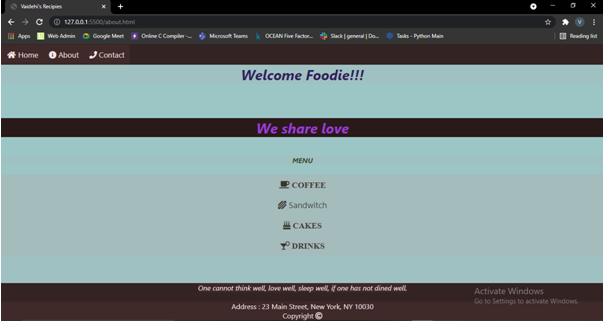 Vaidehi's Recipies
127.0.0.1:5500/about.html
Apps Web Admin Google Meet Online C Compiler -... Microsoft Teams OCEAN Five Factor... Slack | general | Do... Tasks - Python Main Reading list
Home About Contact
Welcome Foodie!!!
We share love
MENU
COFFEE
Sandwitch
CAKES
DRINKS
One cannot think well, love well, sleep well, if one has not dined well.
Activate Windows
Go to Settings to activate Windows.
Address : 23 Main Street, New York, NY 10030
Copyright ©